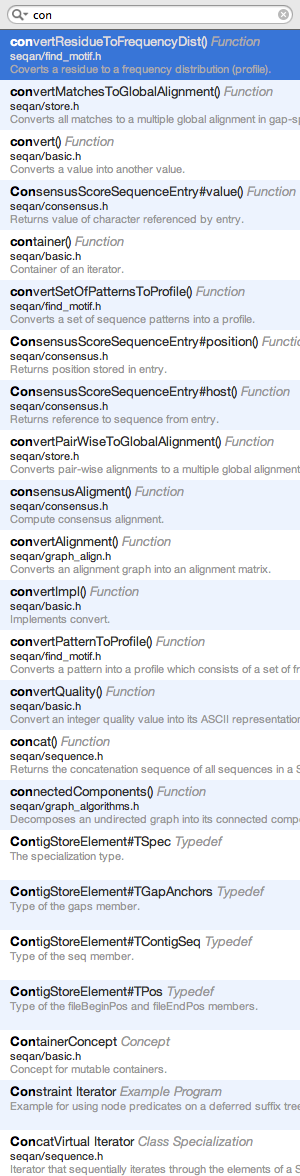 con
convertResidueToFrequencyDist() Function
seqan/find_motif.h
Coverts a residue to a frequency distribution (profile).
convertMatchesToGlobalAlignment() Function
seqan/store.h
Converts all matches to a multiple global alignment in gap-sp
convert() Function
seqan/basic.h
Converts a value into another value.
ConsensusScoreSequenceEntry#value() Function
seqan/consensus.h
Returns value of character referenced by entry.
container() Function
seqan/basic.h
Container of an iterator.
convertSetOfPatternsToProfile() Function
seqan/find_motif.h
Converts a set of sequence patterns into a profile.
ConsensusScoreSequenceEntry#position() Functio
seqan/consensus.h
Returns position stored in entry.
ConsensusScoreSequenceEntry#host() Function
seqan/consensus.h
Returns reference to sequence from entry.
convertPairWiseToGlobalAlignment() Function
seqan/store.h
Converts pair-wise alignments to a multiple global alignment
consensusAligment() Function
seqan/consensus.h
Compute consensus alignment.
convertAlignment() Function
seqan/graph_align.h
Converts an alignment graph into an alignment matrix.
convertImpl() Function
seqan/basic.h
Implements convert.
convertPatternToProfile() Function
seqan/find_motif.h
Converts a pattern into a profile which consists of a set of fr
convertQuality() Function
seqan/basic.h
Convert an integer quality value into its ASCII representation
concat() Function
seqan/sequence.h
Returns the concatenation sequence of all sequences in a S
connectedComponents() Function
seqan/graph_algorithms.h
Decomposes an undirected graph into its connected comp
ContigStoreElement#TSpec Typedef
The specialization type.
ContigStoreElement#TGapAnchors Typedef
Type of the gaps member.
ContigStoreElement#TContigSeq Typedef
Type of the seq member.
ContigStoreElement#TPos Typedef
Type of the fileBeginPos and fileEndPos members.
ContainerConcept Concept
seqan/basic.h
Concept for mutable containers.
Constraint Iterator Example Program
Example for using node predicates on a deferred suffix tree
ConcatVirtual Iterator Class Specialization
seqan/sequence.h
Iterator that sequentially iterates through the elements of a S